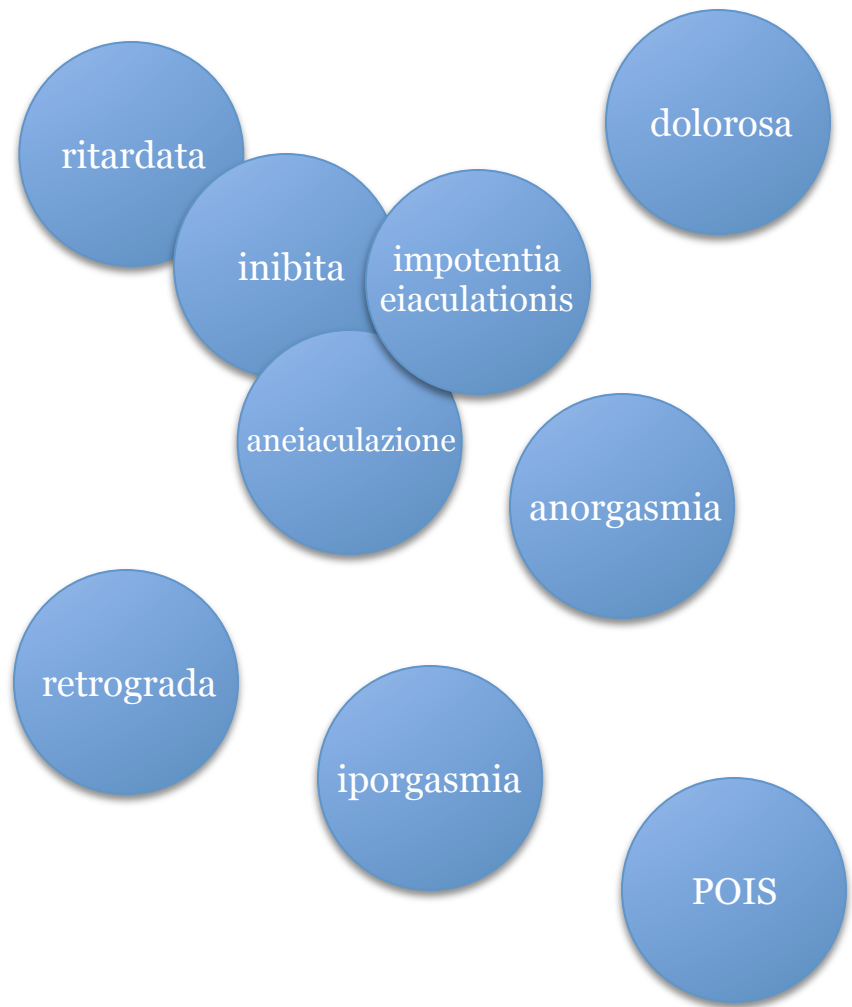 dolorosa
ritardata
inibita
impotentia
eiaculationis
aneiaculazione
anorgasmia
retrograda
iporgasmia
POIS